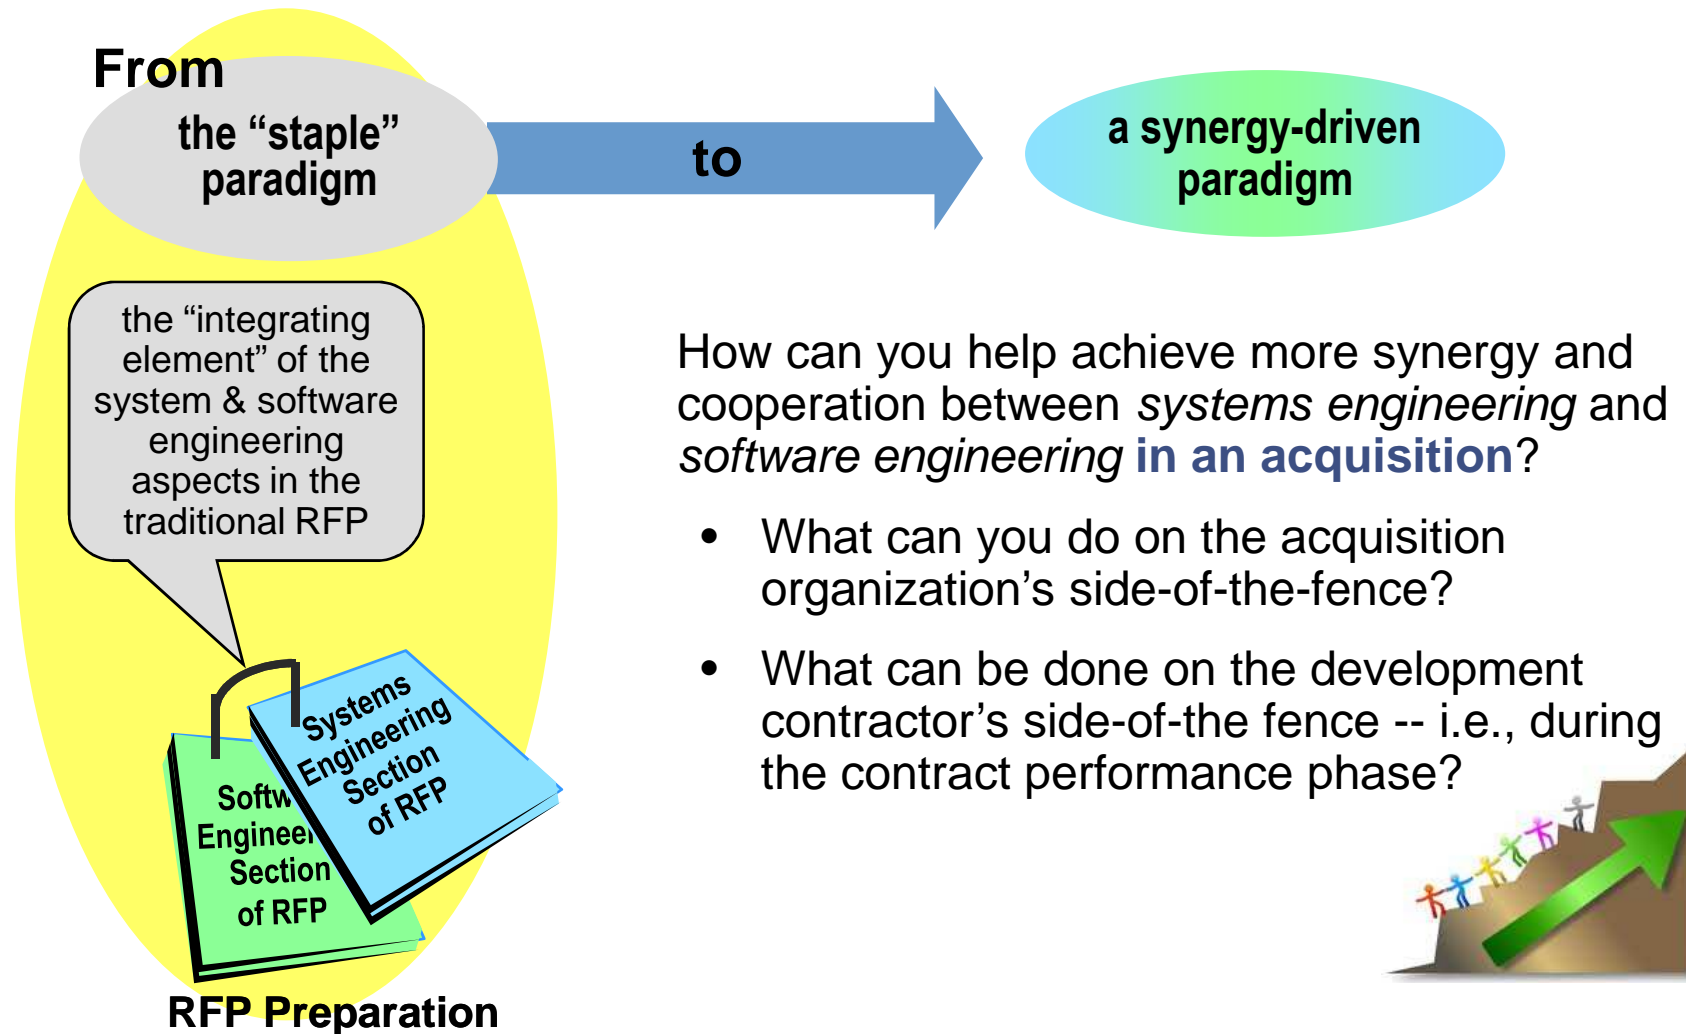 From
the “staple”
paradigm
to
a synergy-driven
paradigm
the “integrating
element” of the
system & software
engineering
aspects in the
traditional RFP
How can you help achieve more synergy and
cooperation between systems engineering and
software engineering in an acquisition?
• What can you do on the acquisition
organization’s side-of-the-fence?
• What can be done on the development
contractor’s side-of-the fence -- i.e., during
the contract performance phase?
Systems
Engineering
Section
of RFP
Softw
Engineer
Section
of RFP
RFP Preparation